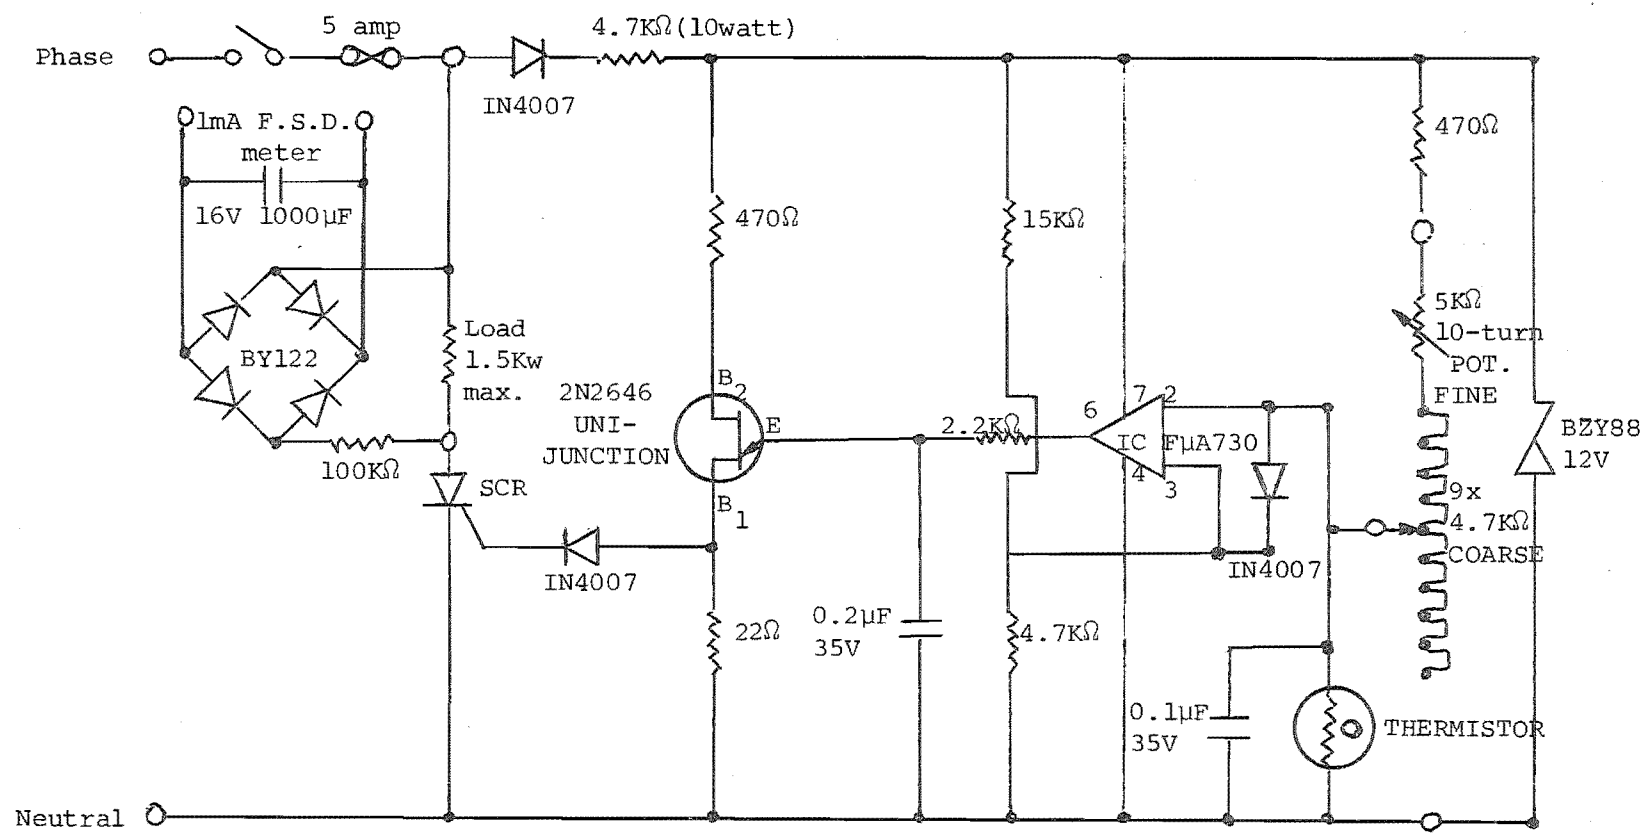 5 amp
4.7KΩ(10watt)
Phase
IN4007
1mA F.S.D.
meter
16V 1000µF
470Ω
15KΩ
470Ω
5KΩ
10-turn
POT.
FINE
Load
1.5Kw
max.
BY122
100KΩ
SCR
2N2646
UNI-
JUNCTION
B2
E
B1
IN4007
2.2KΩ
6
7
2
IC FµA730
4
3
IN4007
9x
4.7KΩ
COARSE
BZY88
12V
22Ω
0.2µF
35V
4.7KΩ
0.1µF
35V
THERMISTOR
Neutral